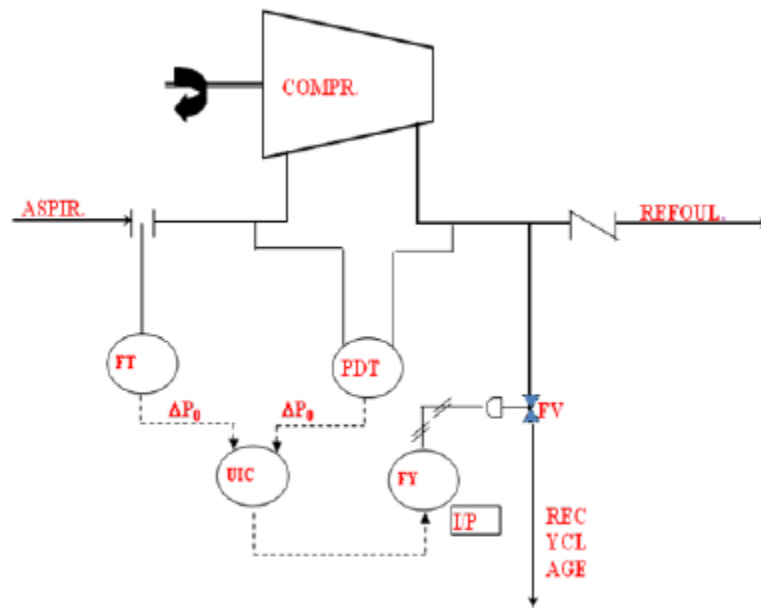 COMPR.
ASPIR.
REFOUL.
FT
PDT
ΔP₀
ΔP₀
FV
UIC
FY
I/P
REC
YCL
AGE